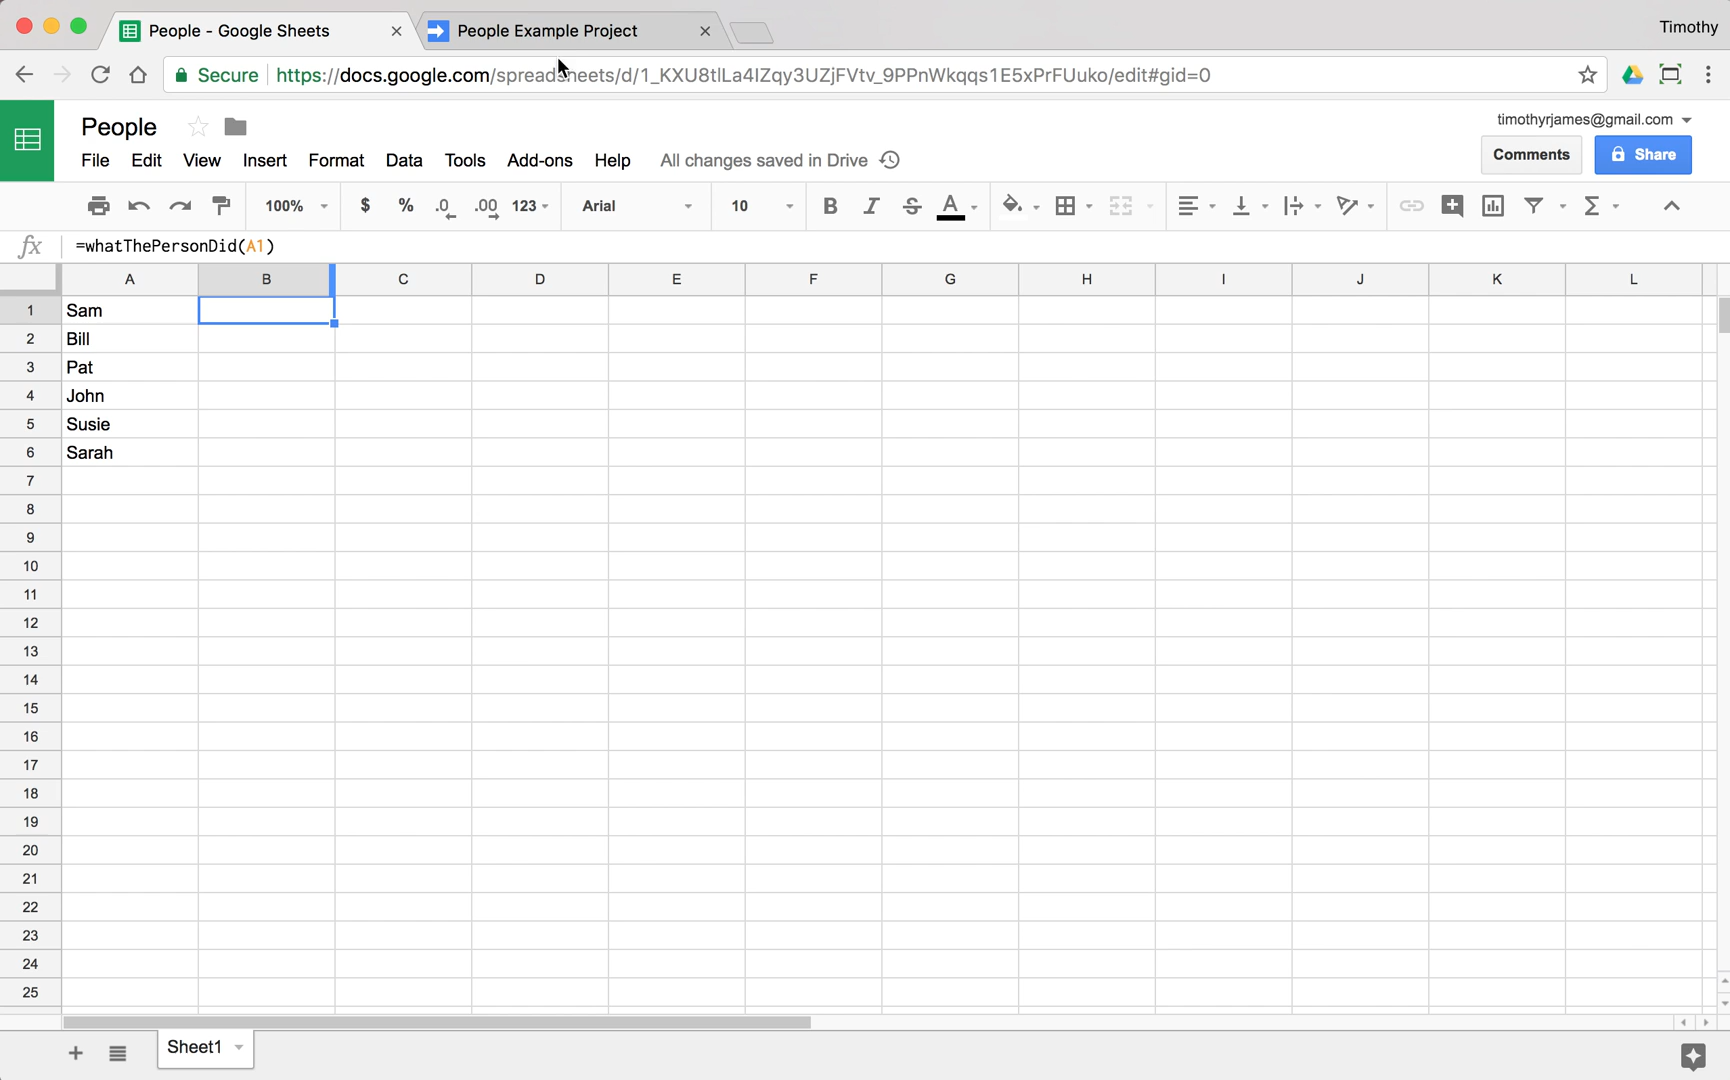 People - Google Sheets
People Example Project
Timothy
Secure https://docs.google.com/spreadsheets/d/1_KXU8tlLa4IZqy3UZjFVtv_9PPnWkqqs1E5xPrFUuko/edit#gid=0
People
timothyrjames@gmail.com
File Edit View Insert Format Data Tools Add-ons Help All changes saved in Drive
Comments Share
100% $ % .0 .00 123 Arial 10 B I S A Σ
fx =whatThePersonDid(A1)
A B C D E F G H I J K L
1 Sam
2 Bill
3 Pat
4 John
5 Susie
6 Sarah
7
8
9
10
11
12
13
14
15
16
17
18
19
20
21
22
23
24
25
Sheet1